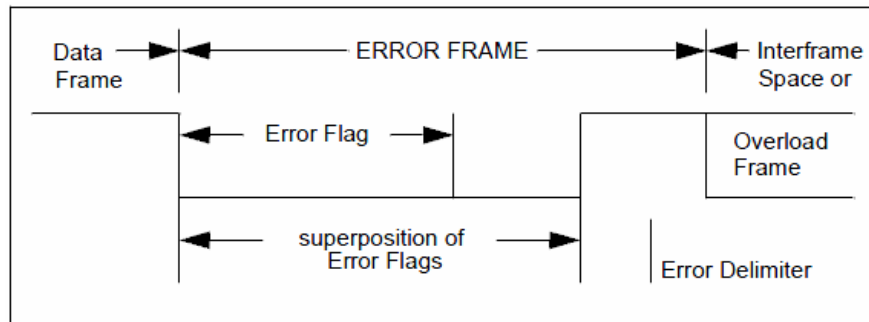 Data
Frame
ERROR FRAME
Interframe
Space or
Error Flag
Overload
Frame
superposition of
Error Flags
Error Delimiter